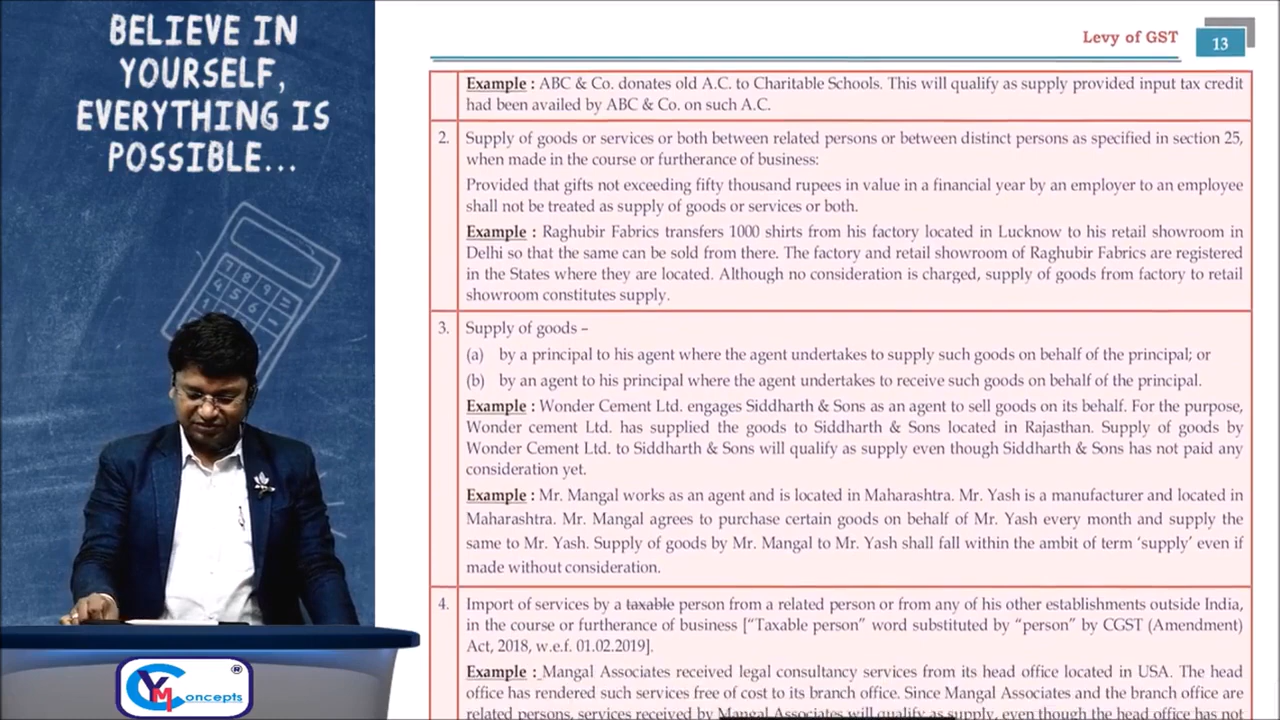 BELIEVE IN
YOURSELF,
EVERYTHING IS
POSSIBLE...
Levy of GST 13
Example : ABC & Co. donates old A.C. to Charitable Schools. This will qualify as supply provided input tax credit
had been availed by ABC & Co. on such A.C.
2. Supply of goods or services or both between related persons or between distinct persons as specified in section 25,
when made in the course or furtherance of business:
Provided that gifts not exceeding fifty thousand rupees in value in a financial year by an employer to an employee
shall not be treated as supply of goods or services or both.
Example : Raghubir Fabrics transfers 1000 shirts from his factory located in Lucknow to his retail showroom in
Delhi so that the same can be sold from there. The factory and retail showroom of Raghubir Fabrics are registered
in the States where they are located. Although no consideration is charged, supply of goods from factory to retail
showroom constitutes supply.
3. Supply of goods –
(a) by a principal to his agent where the agent undertakes to supply such goods on behalf of the principal; or
(b) by an agent to his principal where the agent undertakes to receive such goods on behalf of the principal.
Example : Wonder Cement Ltd. engages Siddharth & Sons as an agent to sell goods on its behalf. For the purpose,
Wonder cement Ltd. has supplied the goods to Siddharth & Sons located in Rajasthan. Supply of goods by
Wonder Cement Ltd. to Siddharth & Sons will qualify as supply even though Siddharth & Sons has not paid any
consideration yet.
Example : Mr. Mangal works as an agent and is located in Maharashtra. Mr. Yash is a manufacturer and located in
Maharashtra. Mr. Mangal agrees to purchase certain goods on behalf of Mr. Yash every month and supply the
same to Mr. Yash. Supply of goods by Mr. Mangal to Mr. Yash shall fall within the ambit of term ‘supply’ even if
made without consideration.
4. Import of services by a taxable person from a related person or from any of his other establishments outside India,
in the course or furtherance of business [“Taxable person” word substituted by “person” by CGST (Amendment)
Act, 2018, w.e.f. 01.02.2019].
Example : Mangal Associates received legal consultancy services from its head office located in USA. The head
office has rendered such services free of cost to its branch office. Since Mangal Associates and the branch office are
related persons, services received by Mangal Associates will qualify as supply, even though the head office has not
YM Concepts ®